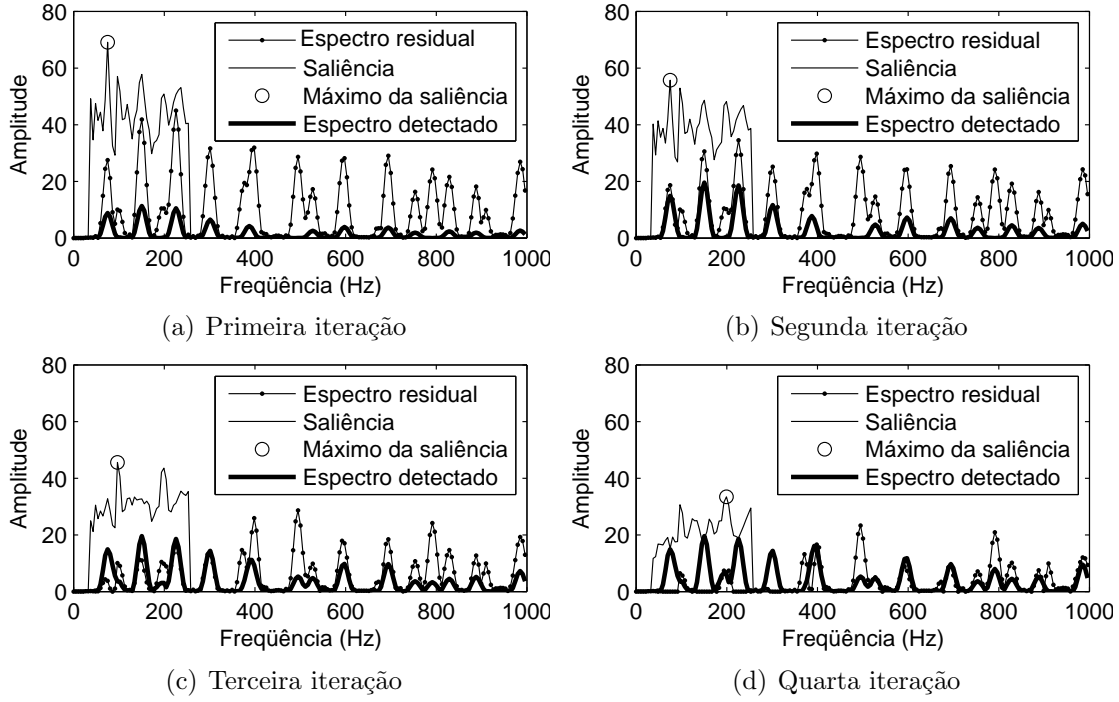 80
60
40
20
0
Amplitude
0 200 400 600 800 1000
Freqüência (Hz)
Espectro residual
Saliência
Máximo da saliência
Espectro detectado
(a) Primeira iteração
80
60
40
20
0
Amplitude
0 200 400 600 800 1000
Freqüência (Hz)
Espectro residual
Saliência
Máximo da saliência
Espectro detectado
(b) Segunda iteração
80
60
40
20
0
Amplitude
0 200 400 600 800 1000
Freqüência (Hz)
Espectro residual
Saliência
Máximo da saliência
Espectro detectado
(c) Terceira iteração
80
60
40
20
0
Amplitude
0 200 400 600 800 1000
Freqüência (Hz)
Espectro residual
Saliência
Máximo da saliência
Espectro detectado
(d) Quarta iteração